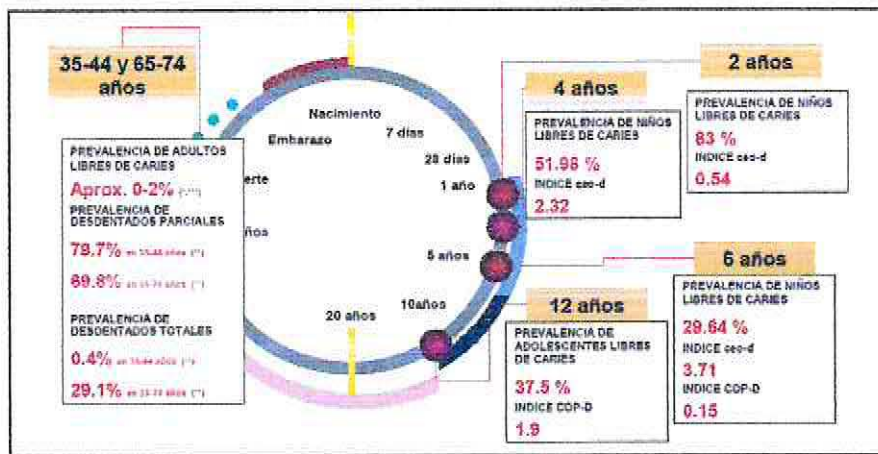 35-44 y 65-74
años
PREVALENCIA DE ADULTOS
LIBRES DE CARIES
Aprox. 0-2%
PREVALENCIA DE
DESDENTADOS PARCIALES
79.7%
69.8%
PREVALENCIA DE
DESDENTADOS TOTALES
0.4%
29.1%
Nacimiento
Embarazo
7 días
28 días
1 año
5 años
10años
20 años
erte
ños
4 años
PREVALENCIA DE NIÑOS
LIBRES DE CARIES
51.98 %
INDICE ceo-d
2.32
2 años
PREVALENCIA DE NIÑOS
LIBRES DE CARIES
83 %
INDICE ceo-d
0.54
6 años
PREVALENCIA DE NIÑOS
LIBRES DE CARIES
29.64 %
INDICE ceo-d
3.71
INDICE COP-D
0.15
12 años
PREVALENCIA DE
ADOLESCENTES LIBRES
DE CARIES
37.5 %
INDICE COP-D
1.9